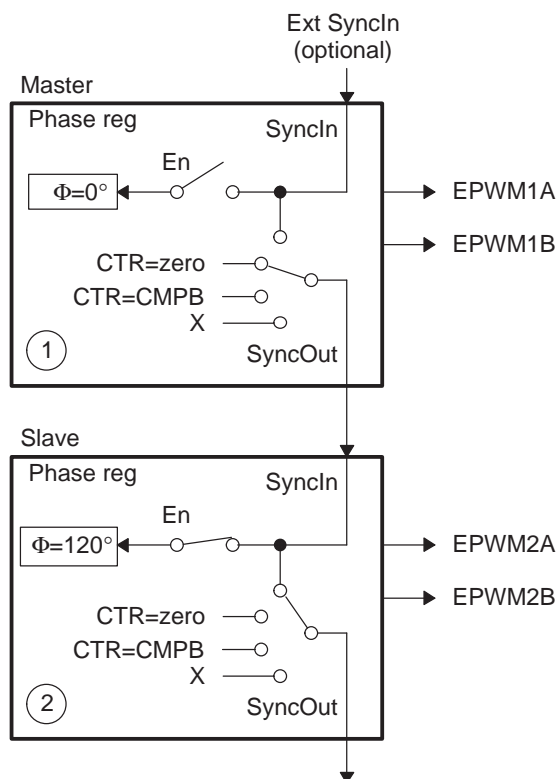 Ext SyncIn
(optional)
Master
Phase reg
SyncIn
En
Φ=0°
EPWM1A
EPWM1B
CTR=zero
CTR=CMPB
X
1
SyncOut
Slave
Phase reg
SyncIn
En
Φ=120°
EPWM2A
EPWM2B
CTR=zero
CTR=CMPB
X
2
SyncOut